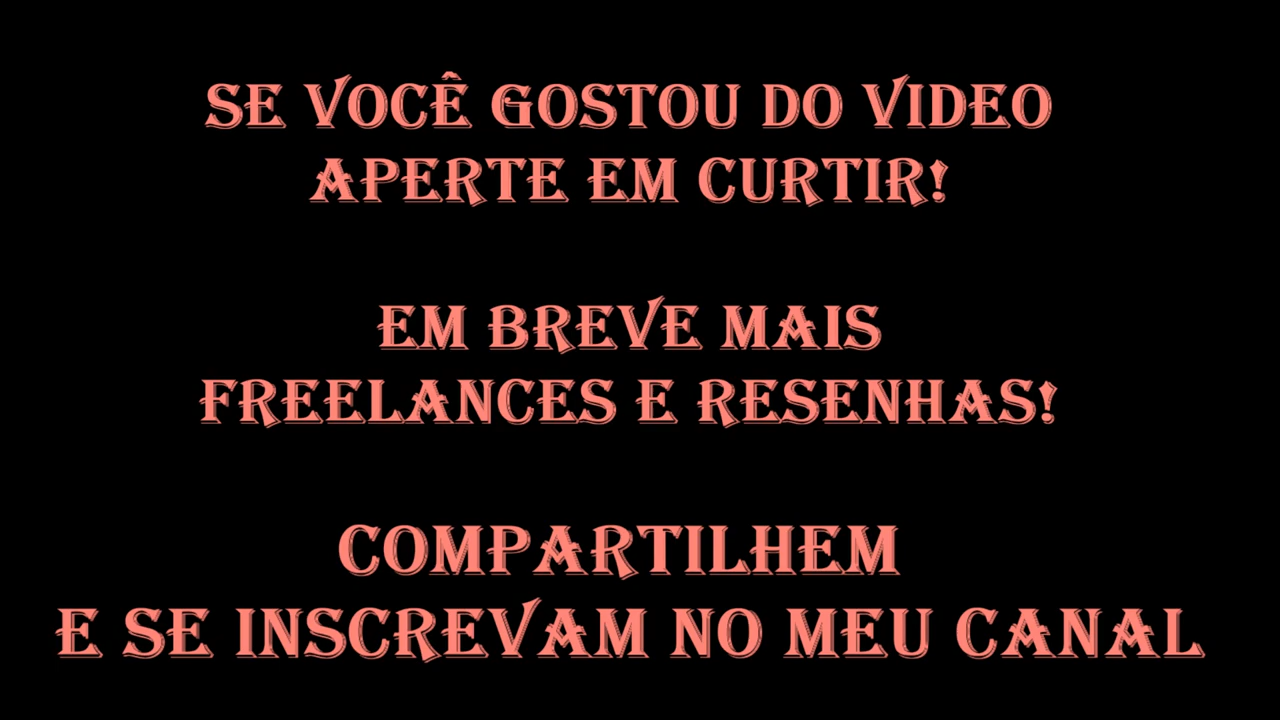 SE VOCÊ GOSTOU DO VIDEO
APERTE EM CURTIR!
EM BREVE MAIS
FREELANCES E RESENHAS!
COMPARTILHEM
E SE INSCREVAM NO MEU CANAL